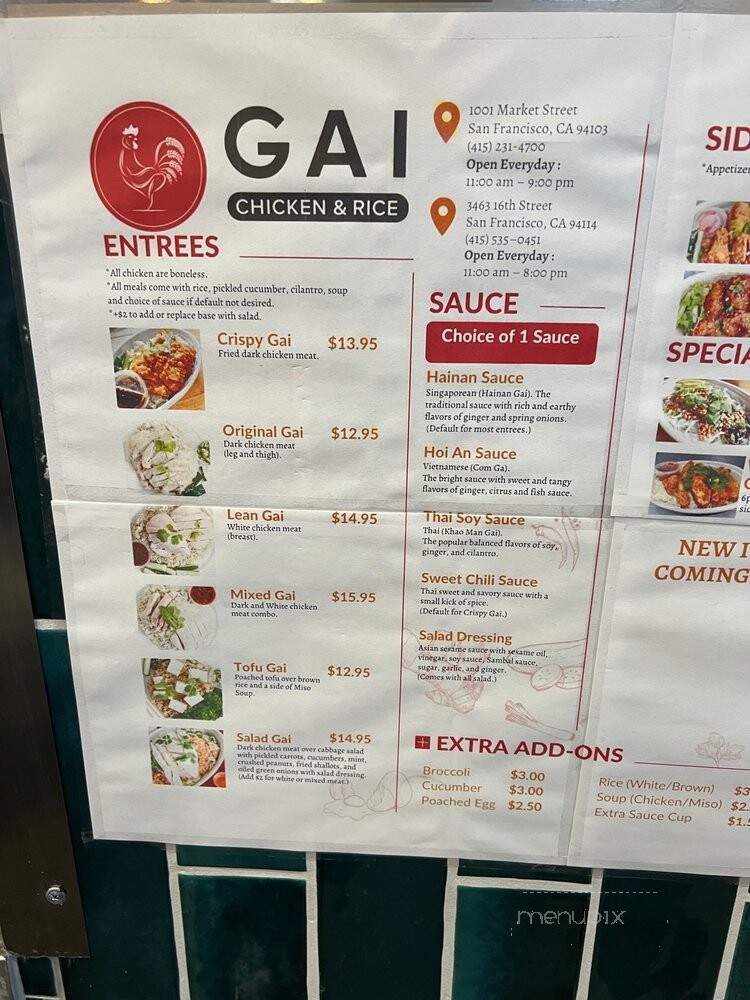 GAI
CHICKEN & RICE
1001 Market Street
San Francisco, CA 94103
(415) 231-4700
Open Everyday :
11:00 am – 9:00 pm
3463 16th Street
San Francisco, CA 94114
(415) 535-0451
Open Everyday :
11:00 am – 8:00 pm
ENTREES
*All chicken are boneless.
*All meals come with rice, pickled cucumber, cilantro, soup
and choice of sauce if default not desired.
*+$2 to add or replace base with salad.
Crispy Gai $13.95
Fried dark chicken meat.
Original Gai $12.95
Dark chicken meat
(leg and thigh).
Lean Gai $14.95
White chicken meat
(breast).
Mixed Gai $15.95
Dark and White chicken
meat combo.
Tofu Gai $12.95
Poached tofu over brown
rice and a side of Miso
Soup.
Salad Gai $14.95
Dark chicken meat over cabbage salad
with pickled carrots, cucumbers, mint,
crushed peanuts, fried shallots, and
oiled green onions with salad dressing.
(Add $2 for white or mixed meat.)
SAUCE
Choice of 1 Sauce
Hainan Sauce
Singaporean (Hainan Gai). The
traditional sauce with rich and earthy
flavors of ginger and spring onions.
(Default for most entrees.)
Hoi An Sauce
Vietnamese (Com Ga).
The bright sauce with sweet and tangy
flavors of ginger, citrus and fish sauce.
Thai Soy Sauce
Thai (Khao Man Gai).
The popular balanced flavors of soy,
ginger, and cilantro.
Sweet Chili Sauce
Thai sweet and savory sauce with a
small kick of spice.
(Default for Crispy Gai.)
Salad Dressing
Asian sesame sauce with sesame oil,
vinegar, soy sauce, Sambal sauce,
sugar, garlic, and ginger.
(Comes with all salad.)
EXTRA ADD-ONS
Broccoli $3.00
Cucumber $3.00
Poached Egg $2.50
Rice (White/Brown) $3
Soup (Chicken/Miso) $2.
Extra Sauce Cup $1.5
SID
*Appetizer
SPECIA
6p
sid
NEW I
COMING
menupix